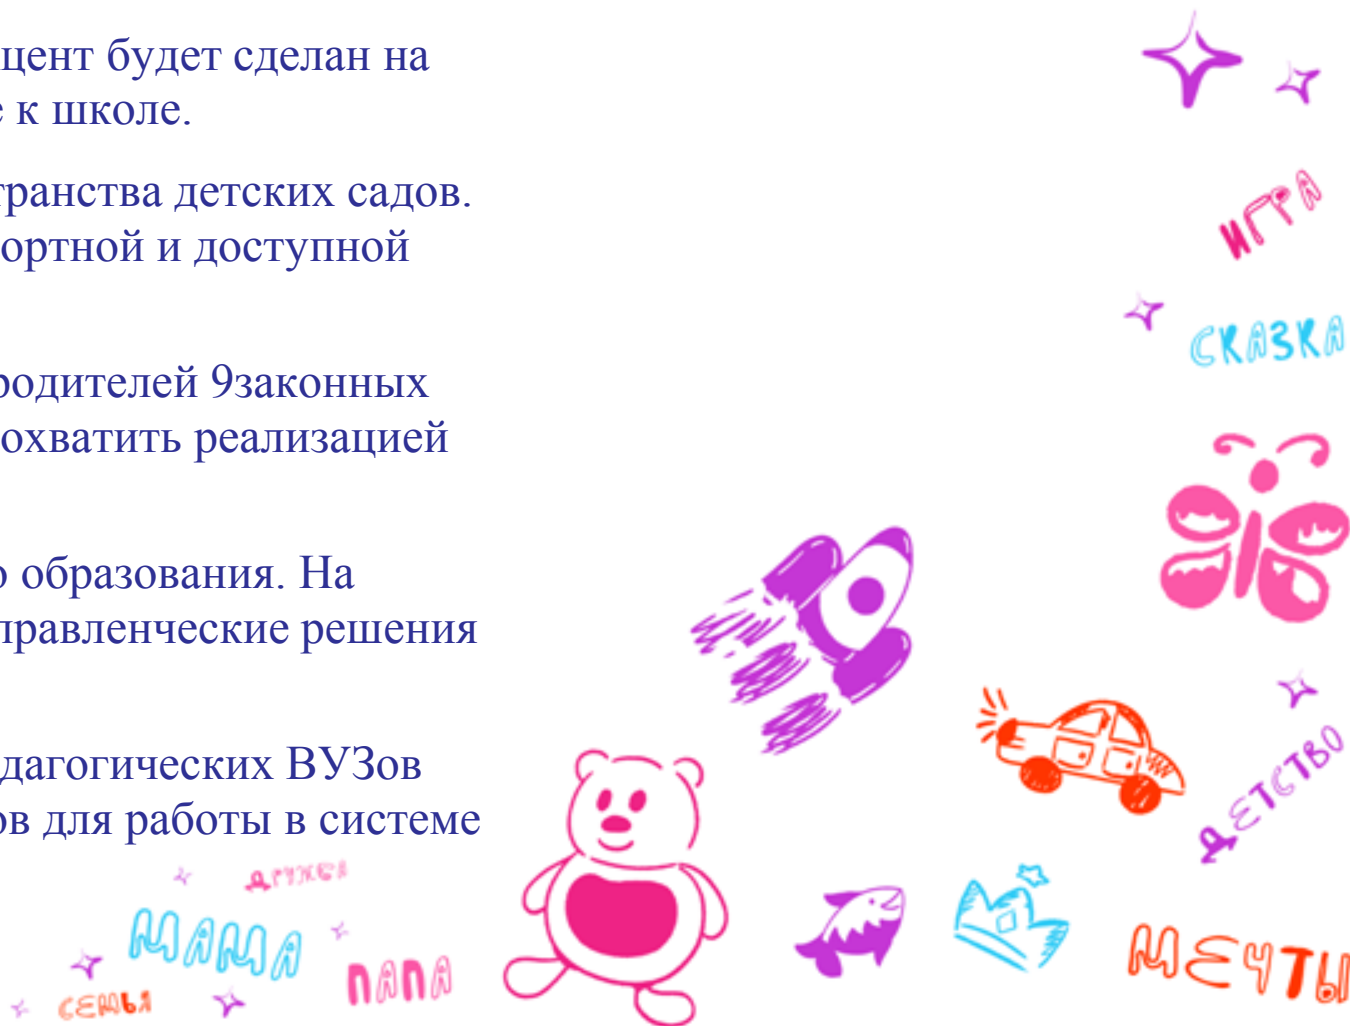 цент будет сделан на
е к школе.
транства детских садов.
ортной и доступной
родителей 9законных
охватить реализацией
о образования. На
правленческие решения
дагогических ВУЗов
ов для работы в системе
ИГРА
СКАЗКА
ДЕТСТВО
ДРУЖБА
МАМА
ПАПА
СЕМЬЯ
МЕЧТЫ